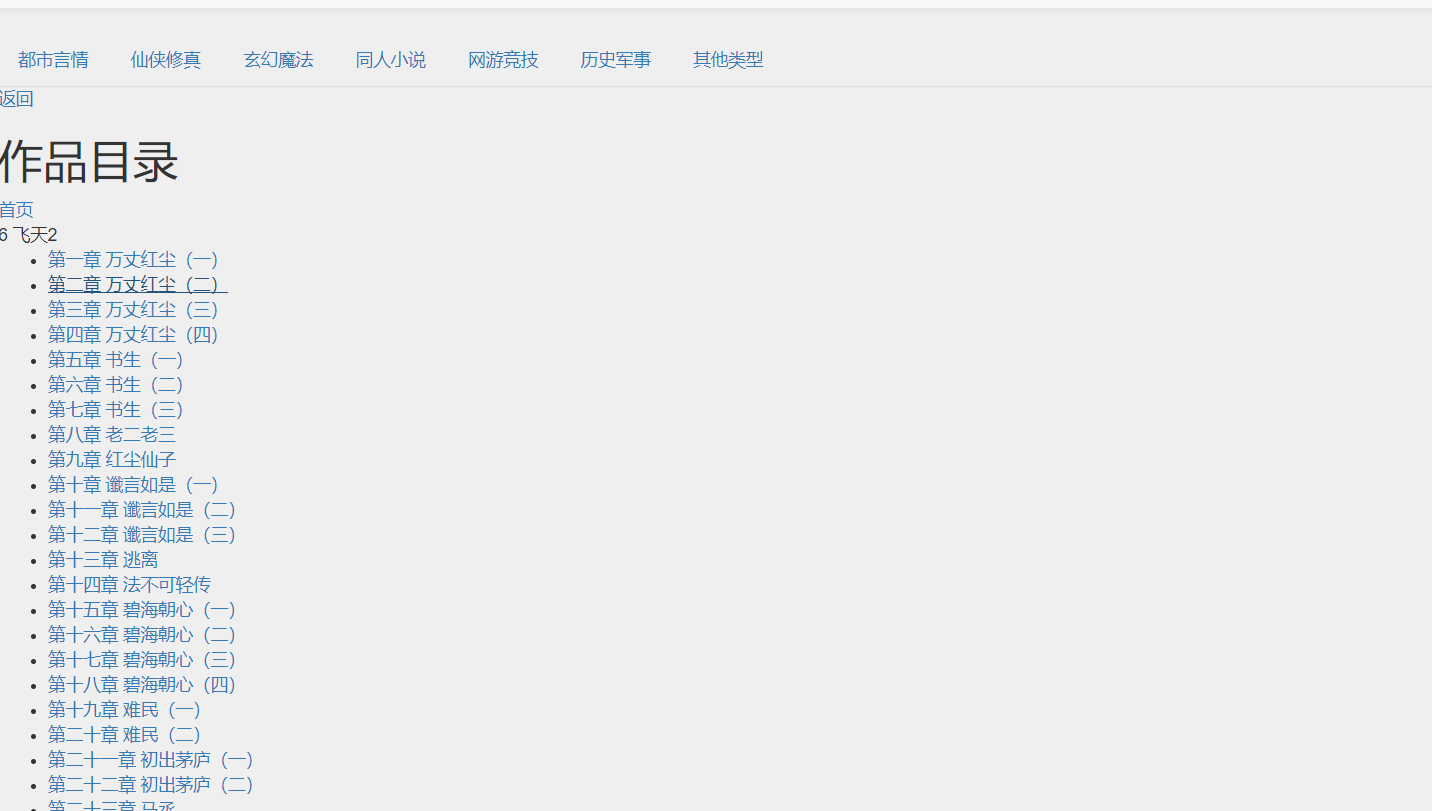 都市言情 仙侠修真 玄幻魔法 同人小说 网游竞技 历史军事 其他类型
返回
作品目录
首页
6 飞天2
第一章 万丈红尘（一）
第二章 万丈红尘（二）
第三章 万丈红尘（三）
第四章 万丈红尘（四）
第五章 书生（一）
第六章 书生（二）
第七章 书生（三）
第八章 老二老三
第九章 红尘仙子
第十章 谶言如是（一）
第十一章 谶言如是（二）
第十二章 谶言如是（三）
第十三章 逃离
第十四章 法不可轻传
第十五章 碧海朝心（一）
第十六章 碧海朝心（二）
第十七章 碧海朝心（三）
第十八章 碧海朝心（四）
第十九章 难民（一）
第二十章 难民（二）
第二十一章 初出茅庐（一）
第二十二章 初出茅庐（二）
第二十三章 马丞